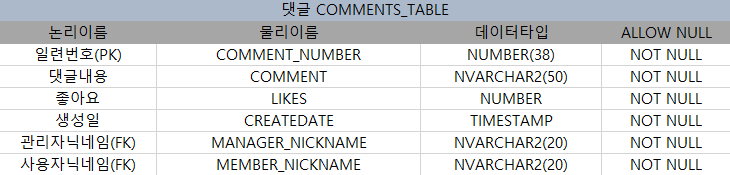 댓글 COMMENTS_TABLE
논리이름 물리이름 데이터타입 ALLOW NULL
일련번호(PK) COMMENT_NUMBER NUMBER(38) NOT NULL
댓글내용 COMMENT NVARCHAR2(50) NOT NULL
좋아요 LIKES NUMBER NOT NULL
생성일 CREATEDATE TIMESTAMP NOT NULL
관리자닉네임(FK) MANAGER_NICKNAME NVARCHAR2(20) NOT NULL
사용자닉네임(FK) MEMBER_NICKNAME NVARCHAR2(20) NOT NULL